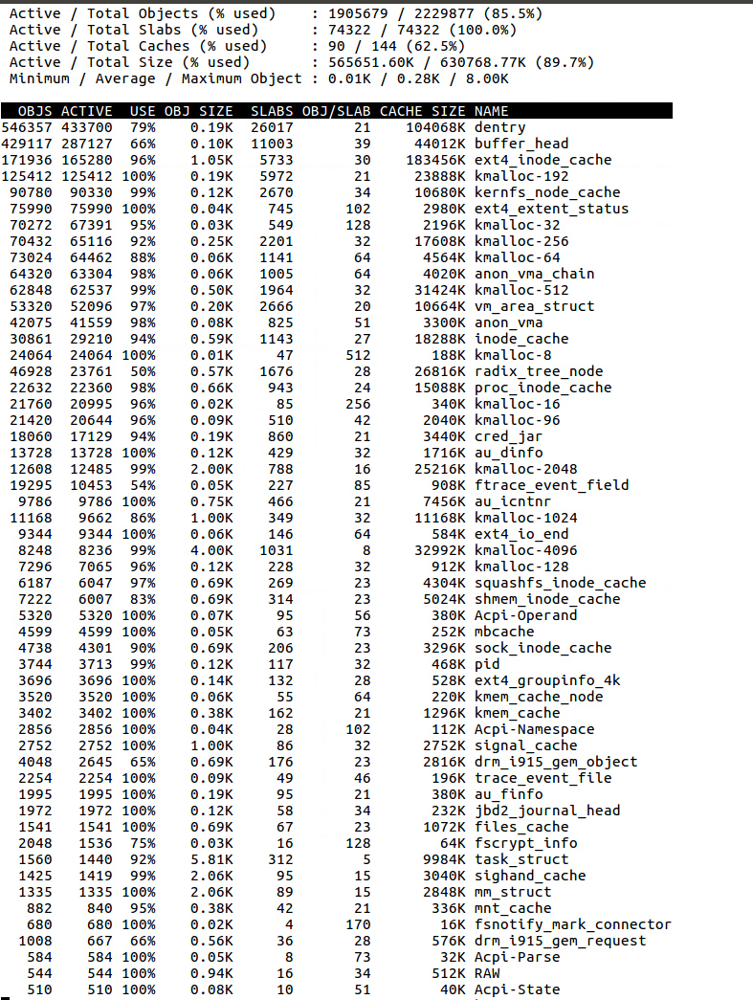 Active / Total Objects (% used)    : 1905679 / 2229877 (85.5%)
Active / Total Slabs (% used)      : 74322 / 74322 (100.0%)
Active / Total Caches (% used)     : 90 / 144 (62.5%)
Active / Total Size (% used)       : 565651.60K / 630768.77K (89.7%)
Minimum / Average / Maximum Object : 0.01K / 0.28K / 8.00K
OBJS ACTIVE USE OBJ SIZE SLABS OBJ/SLAB CACHE SIZE NAME
546357 433700 79% 0.19K 26017 21 104068K dentry
429117 287127 66% 0.10K 11003 39 44012K buffer_head
171936 165280 96% 1.05K 5733 30 183456K ext4_inode_cache
125412 125412 100% 0.19K 5972 21 23888K kmalloc-192
90780 90330 99% 0.12K 2670 34 10680K kernfs_node_cache
75990 75990 100% 0.04K 745 102 2980K ext4_extent_status
70272 67391 95% 0.03K 549 128 2196K kmalloc-32
70432 65116 92% 0.25K 2201 32 17608K kmalloc-256
73024 64462 88% 0.06K 1141 64 4564K kmalloc-64
64320 63304 98% 0.06K 1005 64 4020K anon_vma_chain
62848 62537 99% 0.50K 1964 32 31424K kmalloc-512
53320 52096 97% 0.20K 2666 20 10664K vm_area_struct
42075 41559 98% 0.08K 825 51 3300K anon_vma
30861 29210 94% 0.59K 1143 27 18288K inode_cache
24064 24064 100% 0.01K 47 512 188K kmalloc-8
46928 23761 50% 0.57K 1676 28 26816K radix_tree_node
22632 22360 98% 0.66K 943 24 15088K proc_inode_cache
21760 20995 96% 0.02K 85 256 340K kmalloc-16
21420 20644 96% 0.09K 510 42 2040K kmalloc-96
18060 17129 94% 0.19K 860 21 3440K cred_jar
13728 13728 100% 0.12K 429 32 1716K au_dinfo
12608 12485 99% 2.00K 788 16 25216K kmalloc-2048
19295 10453 54% 0.05K 227 85 908K ftrace_event_field
9786 9786 100% 0.75K 466 21 7456K au_icntnr
11168 9662 86% 1.00K 349 32 11168K kmalloc-1024
9344 9344 100% 0.06K 146 64 584K ext4_io_end
8248 8236 99% 4.00K 1031 8 32992K kmalloc-4096
7296 7065 96% 0.12K 228 32 912K kmalloc-128
6187 6047 97% 0.69K 269 23 4304K squashfs_inode_cache
7222 6007 83% 0.69K 314 23 5024K shmem_inode_cache
5320 5320 100% 0.07K 95 56 380K Acpi-Operand
4599 4599 100% 0.05K 63 73 252K mbcache
4738 4301 90% 0.69K 206 23 3296K sock_inode_cache
3744 3713 99% 0.12K 117 32 468K pid
3696 3696 100% 0.14K 132 28 528K ext4_groupinfo_4k
3520 3520 100% 0.06K 55 64 220K kmem_cache_node
3402 3402 100% 0.38K 162 21 1296K kmem_cache
2856 2856 100% 0.04K 28 102 112K Acpi-Namespace
2752 2752 100% 1.00K 86 32 2752K signal_cache
4048 2645 65% 0.69K 176 23 2816K drm_i915_gem_object
2254 2254 100% 0.09K 49 46 196K trace_event_file
1995 1995 100% 0.19K 95 21 380K au_finfo
1972 1972 100% 0.12K 58 34 232K jbd2_journal_head
1541 1541 100% 0.69K 67 23 1072K files_cache
2048 1536 75% 0.03K 16 128 64K fscrypt_info
1560 1440 92% 5.81K 312 5 9984K task_struct
1425 1419 99% 2.06K 95 15 3040K sighand_cache
1335 1335 100% 2.06K 89 15 2848K mm_struct
882 840 95% 0.38K 42 21 336K mnt_cache
680 680 100% 0.02K 4 170 16K fsnotify_mark_connector
1008 667 66% 0.56K 36 28 576K drm_i915_gem_request
584 584 100% 0.05K 8 73 32K Acpi-Parse
544 544 100% 0.94K 16 34 512K RAW
510 510 100% 0.08K 10 51 40K Acpi-State